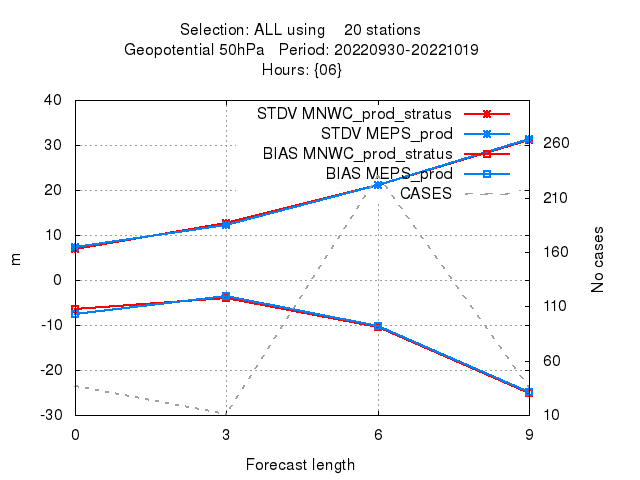 Selection: ALL using 20 stations
Geopotential 50hPa Period: 20220930-20221019
Hours: {06}
STDV MNWC_prod_stratus
STDV MEPS_prod
BIAS MNWC_prod_stratus
BIAS MEPS_prod
CASES
40
30
20
10
0
-10
-20
-30
m
260
210
160
110
60
10
No cases
0 3 6 9
Forecast length